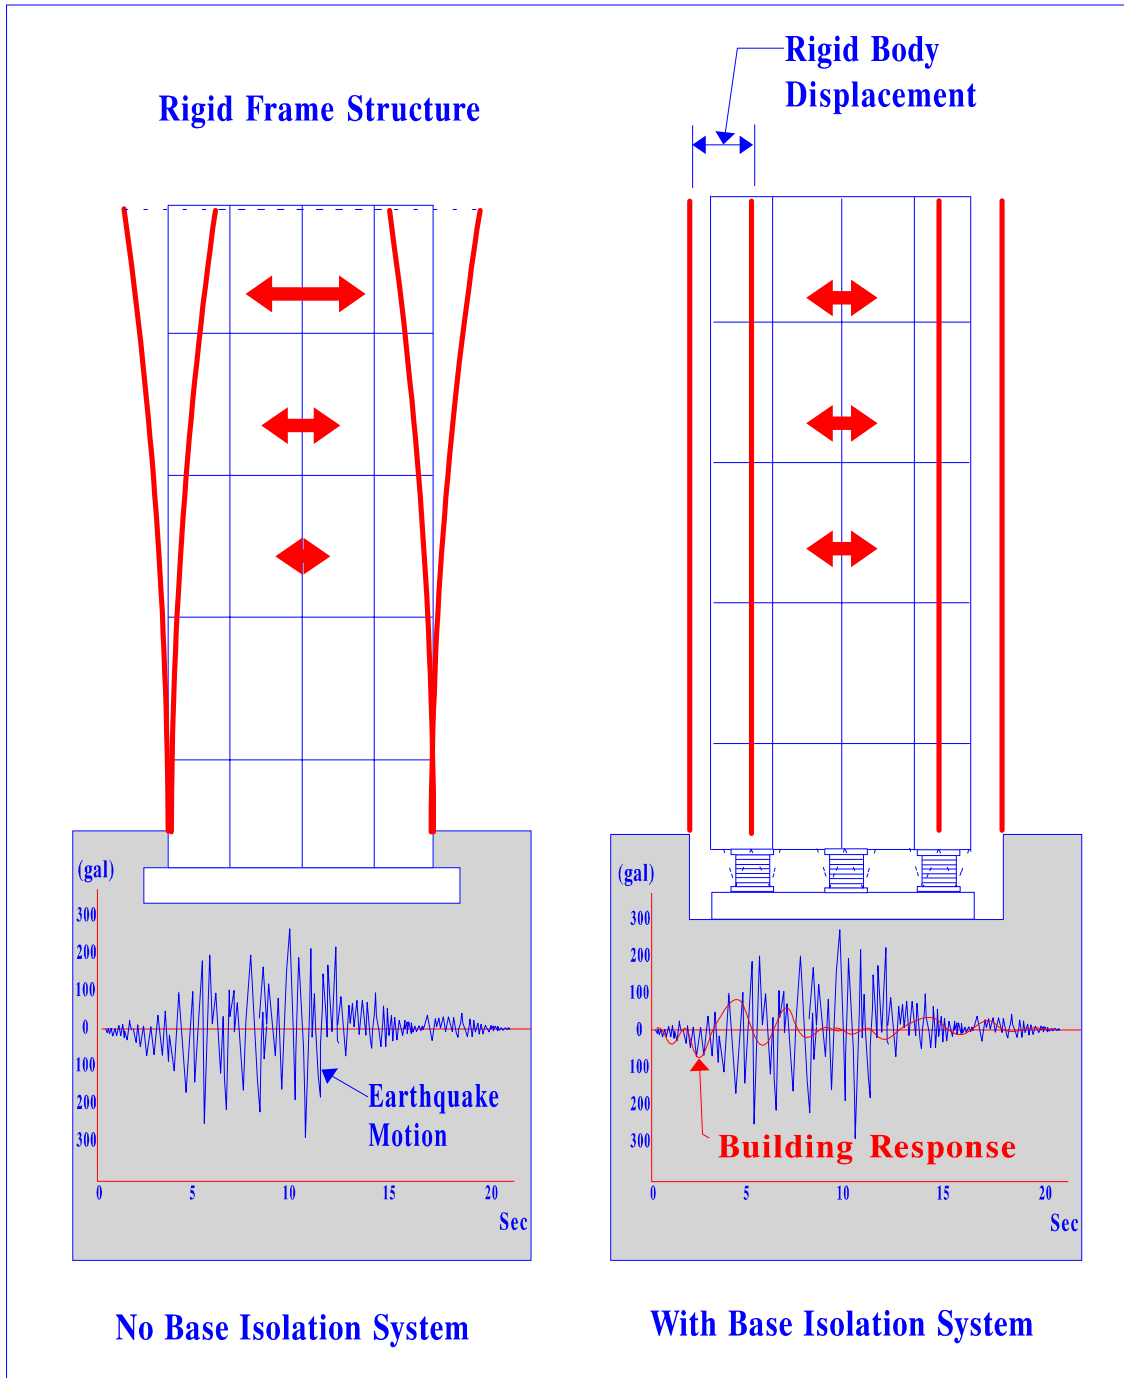 Rigid Frame Structure
Rigid Body
Displacement
(gal)
300
200
100
0
100
200
300
Earthquake
Motion
0 5 10 15 20
Sec
(gal)
300
200
100
0
100
200
300
Building Response
0 5 10 15 20
Sec
No Base Isolation System
With Base Isolation System